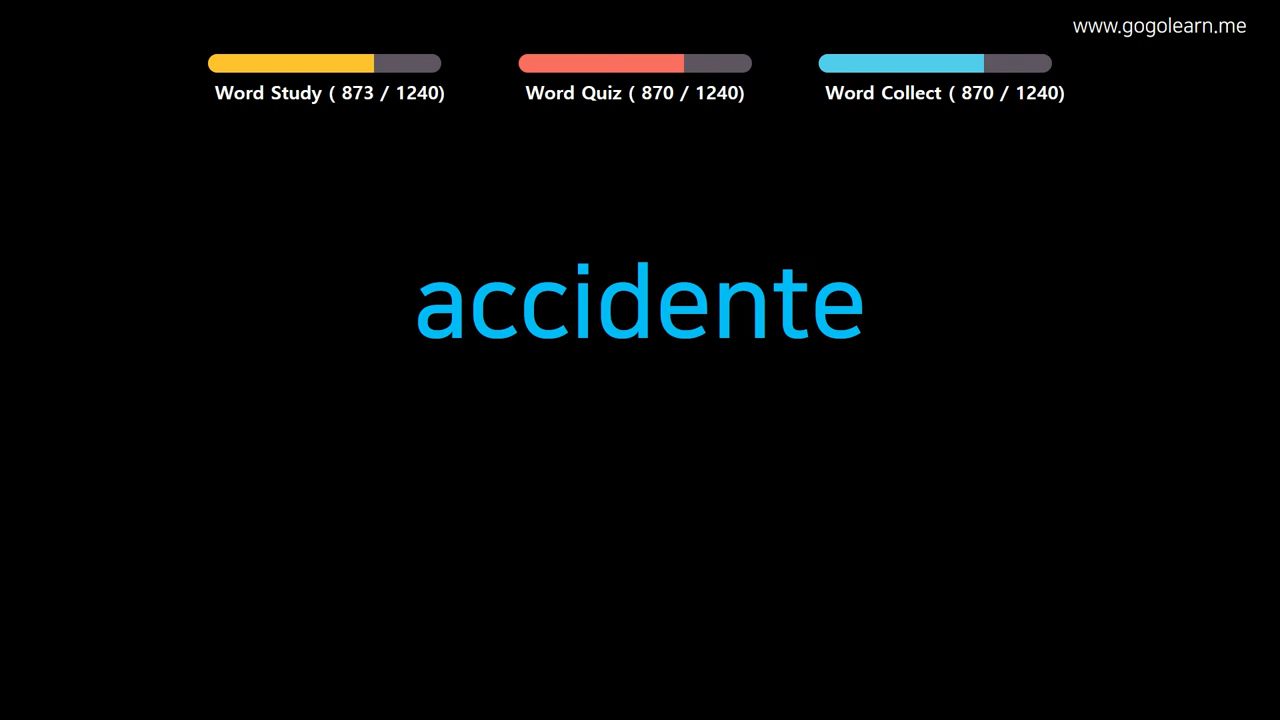 www.gogolearn.me
Word Study ( 873 / 1240)
Word Quiz ( 870 / 1240)
Word Collect ( 870 / 1240)
accidente